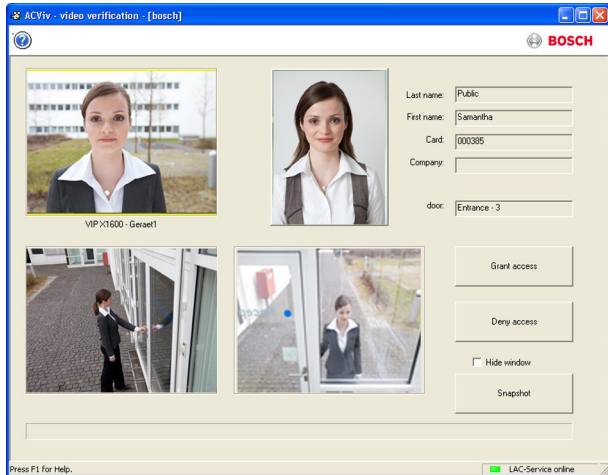 ACViv - video verification - [bosch]
?
BOSCH
Last name: Public
First name: Samantha
Card: 000385
Company:
door: Entrance - 3
VIP X1600 - Geraet1
Grant access
Deny access
Hide window
Snapshot
Press F1 for Help.
LAC-Service online